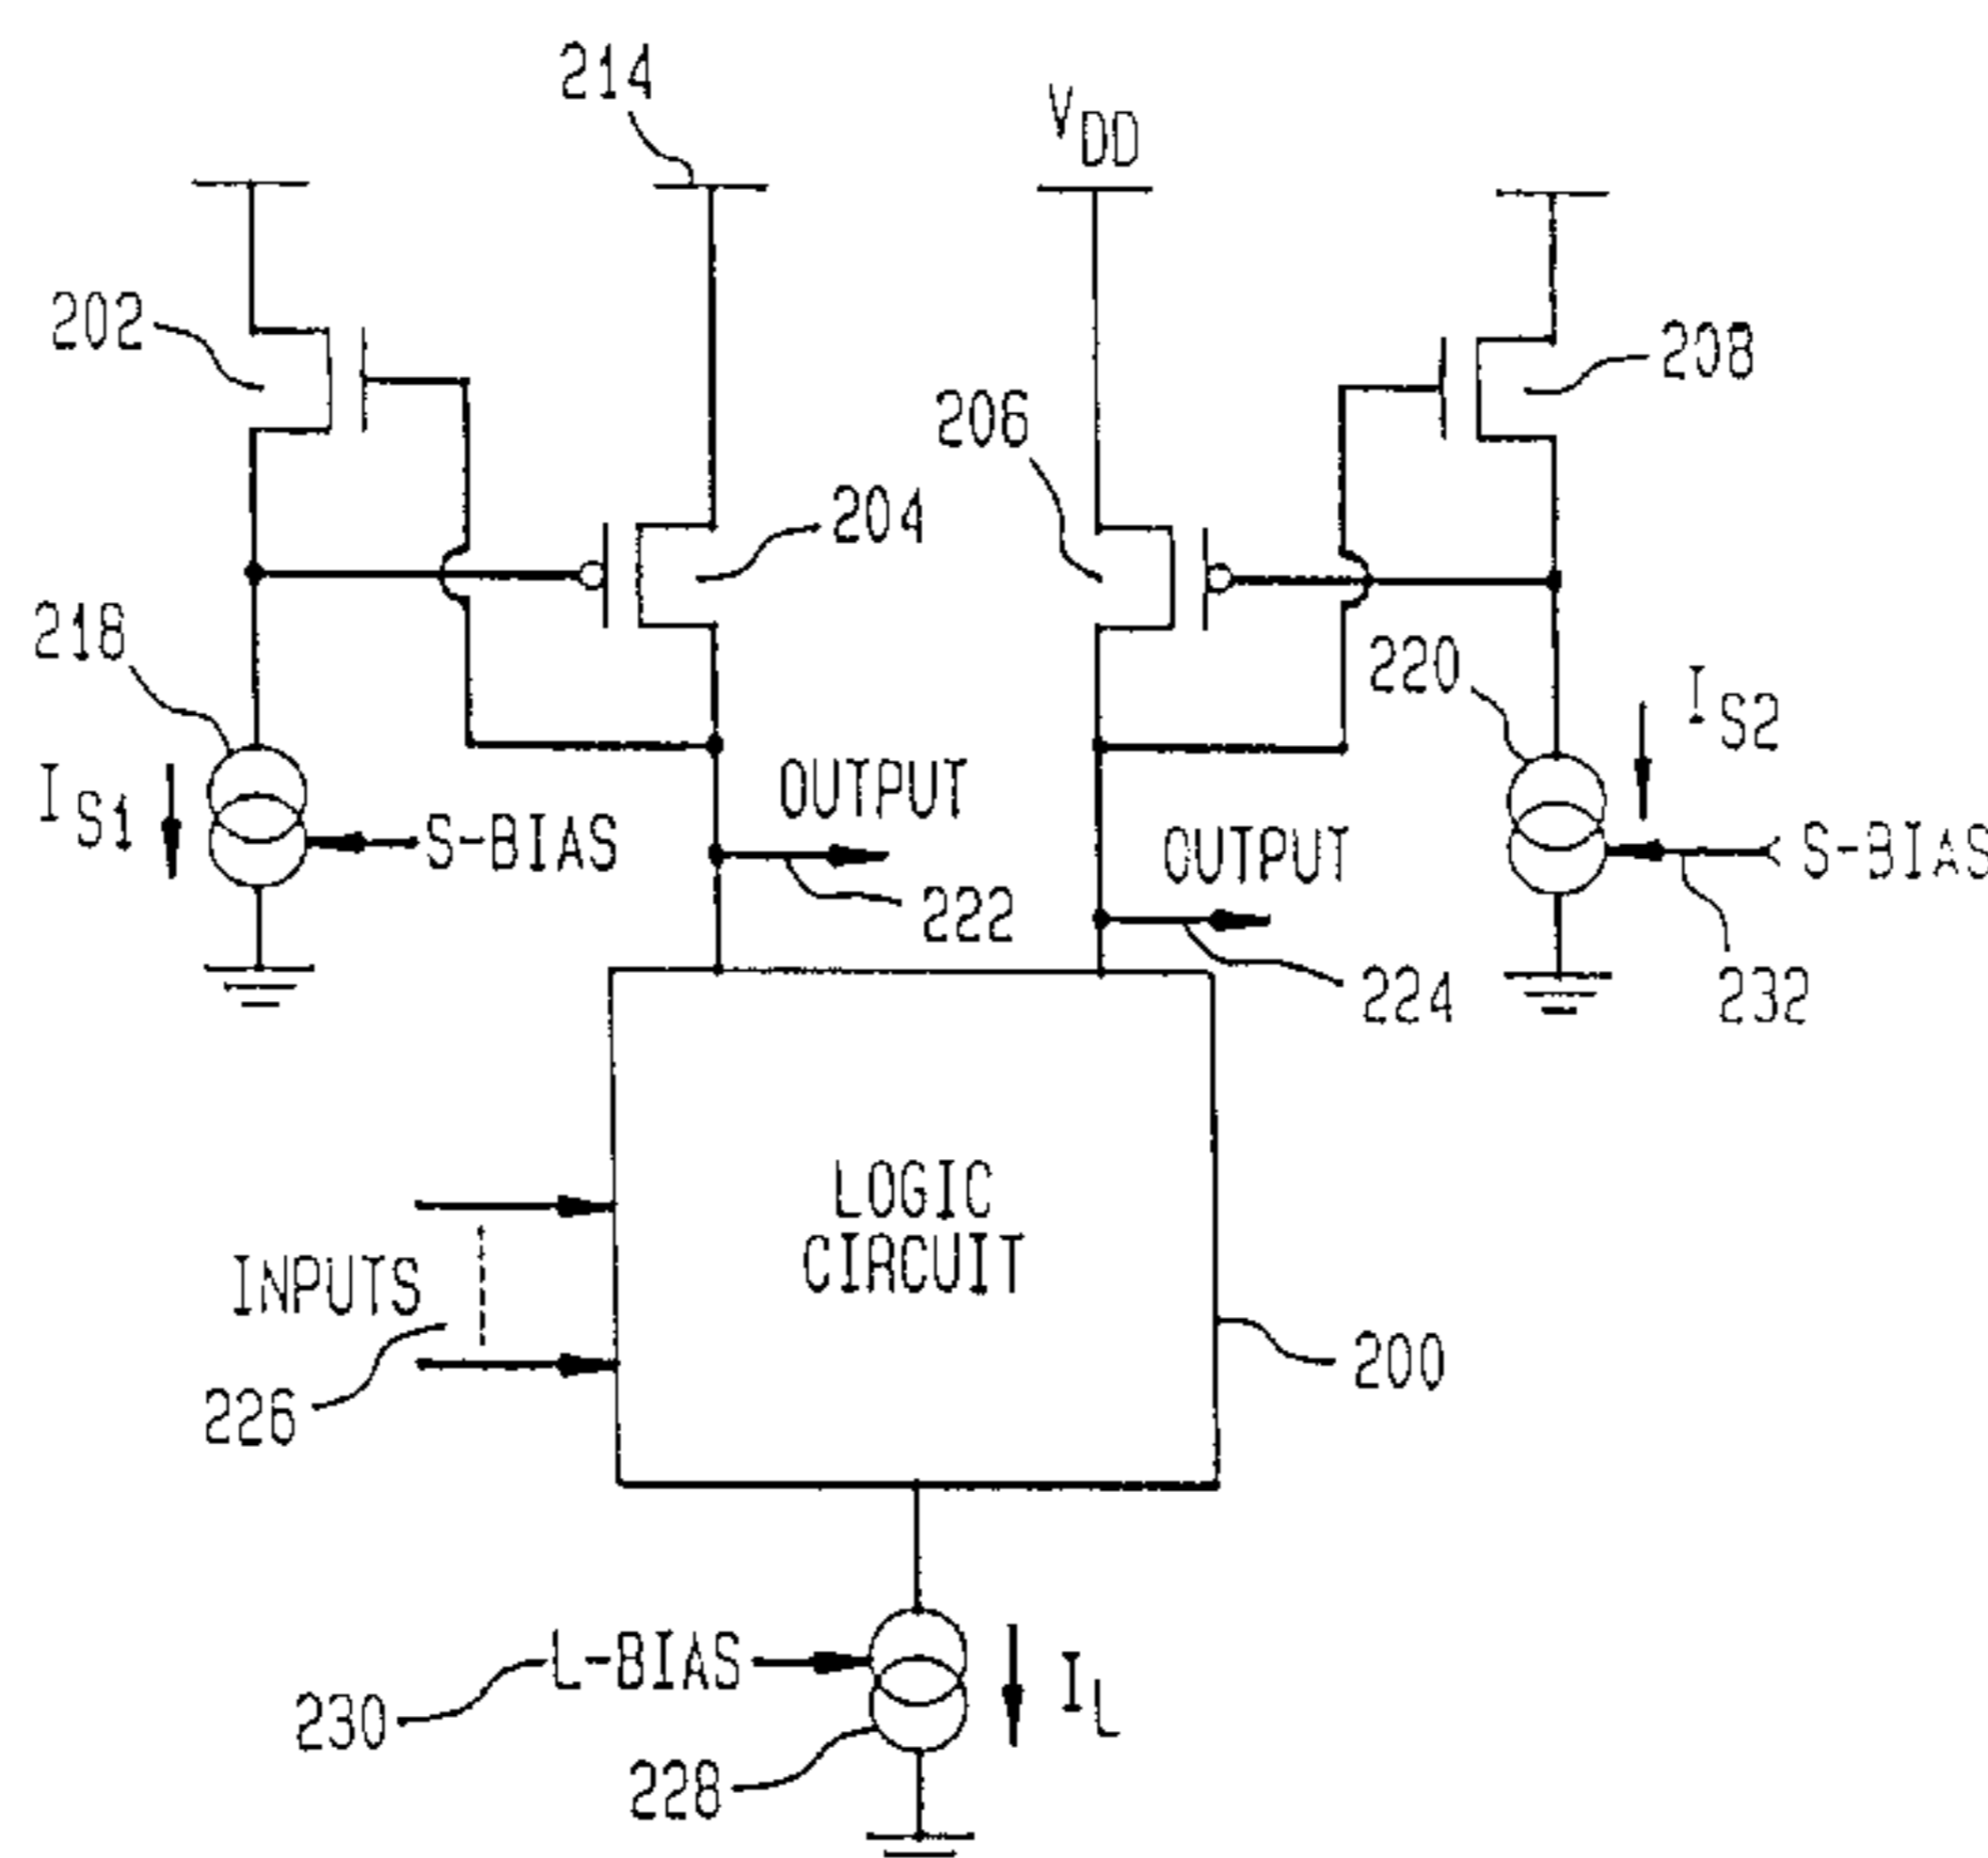 214
VDD
202
208
206
204
218
220
IS2
IS1
S-BIAS
OUTPUT
OUTPUT
S-BIAS
222
224
232
LOGIC
CIRCUIT
INPUTS
226
200
L-BIAS
IL
230
228